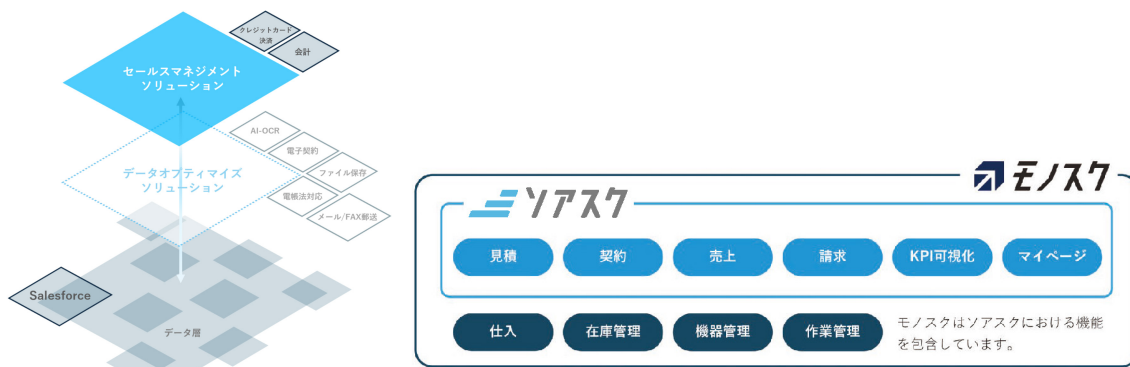 クレジットカード
決済
会計
セールスマネジメント
ソリューション
AI-OCR
電子契約
ファイル保存
電帳法対応
メール/FAX郵送
データオプティマイズ
ソリューション
Salesforce
データ層
モノスク
ソアスク
見積
契約
売上
請求
KPI可視化
マイページ
仕入
在庫管理
機器管理
作業管理
モノスクはソアスクにおける機能
を包含しています。